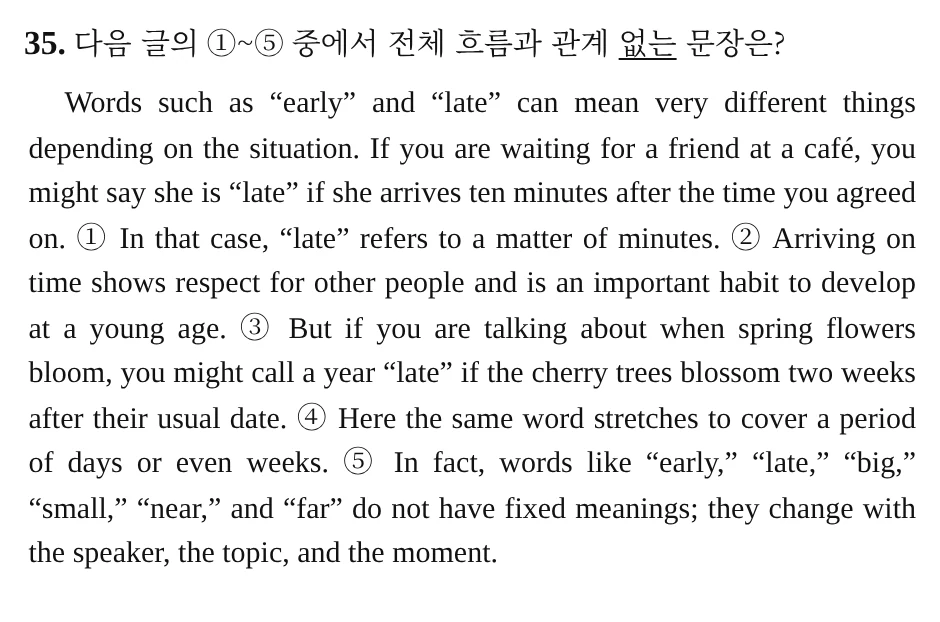 35. 다음 글의 ①~⑤ 중에서 전체 흐름과 관계 없는 문장은?
Words such as “early” and “late” can mean very different things
depending on the situation. If you are waiting for a friend at a café, you
might say she is “late” if she arrives ten minutes after the time you agreed
on. ① In that case, “late” refers to a matter of minutes. ② Arriving on
time shows respect for other people and is an important habit to develop
at a young age. ③ But if you are talking about when spring flowers
bloom, you might call a year “late” if the cherry trees blossom two weeks
after their usual date. ④ Here the same word stretches to cover a period
of days or even weeks. ⑤ In fact, words like “early,” “late,” “big,”
“small,” “near,” and “far” do not have fixed meanings; they change with
the speaker, the topic, and the moment.